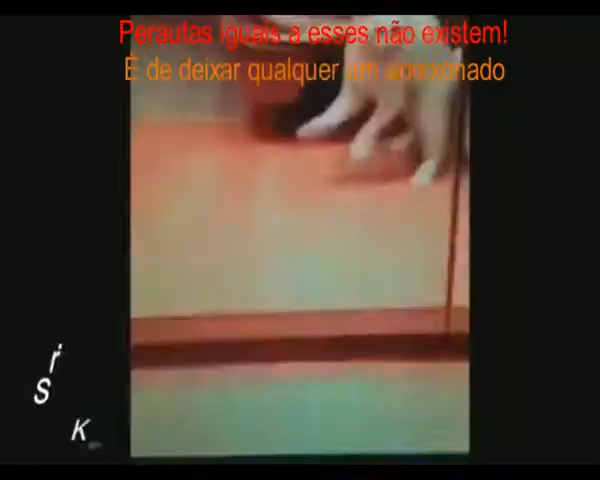 Perautas Iguais a esses não existem!
È de deixar qualquer um apaixonado
i
S
K